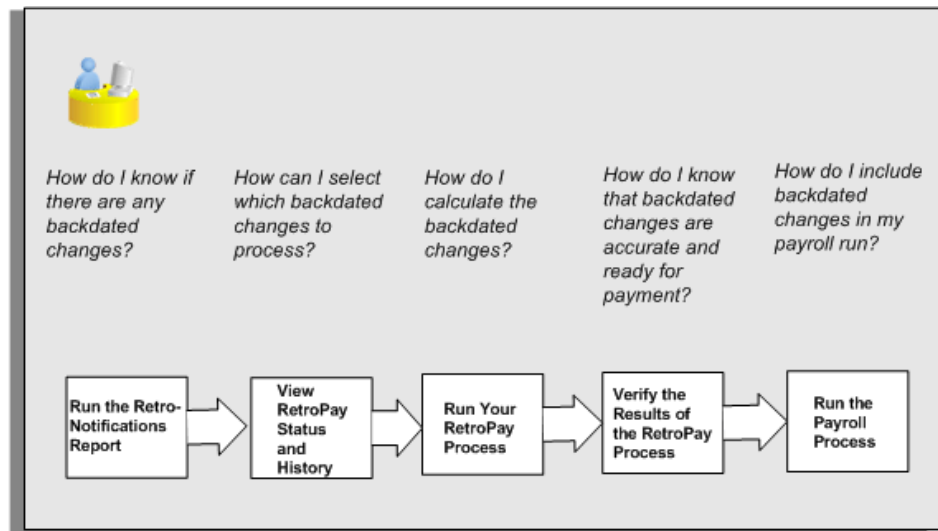 How do I know if
there are any
backdated
changes?
How can I select
which backdated
changes to
process?
How do I
calculate the
backdated
changes?
How do I know
that backdated
changes are
accurate and
ready for
payment?
How do I include
backdated
changes in my
payroll run?
Run the Retro-
Notifications
Report
View
RetroPay
Status
and
History
Run Your
RetroPay
Process
Verify the
Results of
the RetroPay
Process
Run the
Payroll
Process